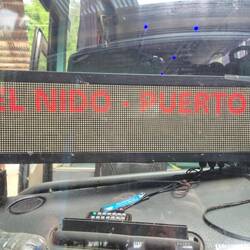 EL NIDO - PUERTO